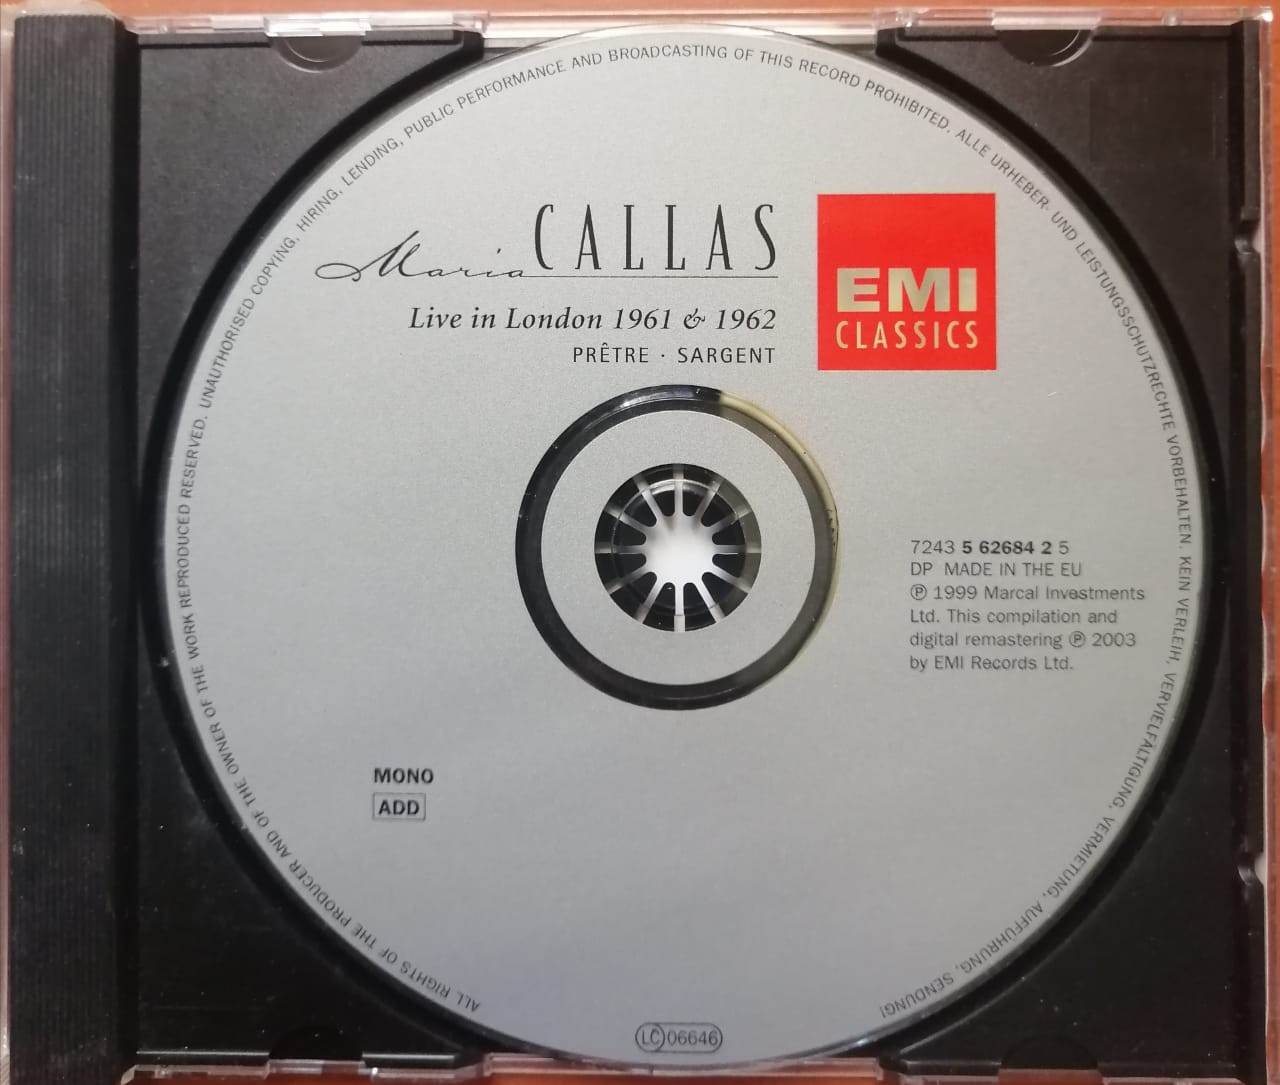 Maria CALLAS
Live in London 1961 & 1962
PRÊTRE · SARGENT
EMI
CLASSICS
7243 5 62684 2 5
DP MADE IN THE EU
℗ 1999 Marcal Investments
Ltd. This compilation and
digital remastering ℗ 2003
by EMI Records Ltd.
MONO
ADD
LC 06646
ALL RIGHTS OF THE PRODUCER AND OF THE OWNER OF THE WORK REPRODUCED RESERVED. UNAUTHORISED COPYING, HIRING, LENDING, PUBLIC PERFORMANCE AND BROADCASTING OF THIS RECORD PROHIBITED. ALLE URHEBER- UND LEISTUNGSSCHUTZRECHTE VORBEHALTEN. KEIN VERLEIH, VERVIELFÄLTIGUNG, VERMIETUNG, AUFFÜHRUNG, SENDUNG!